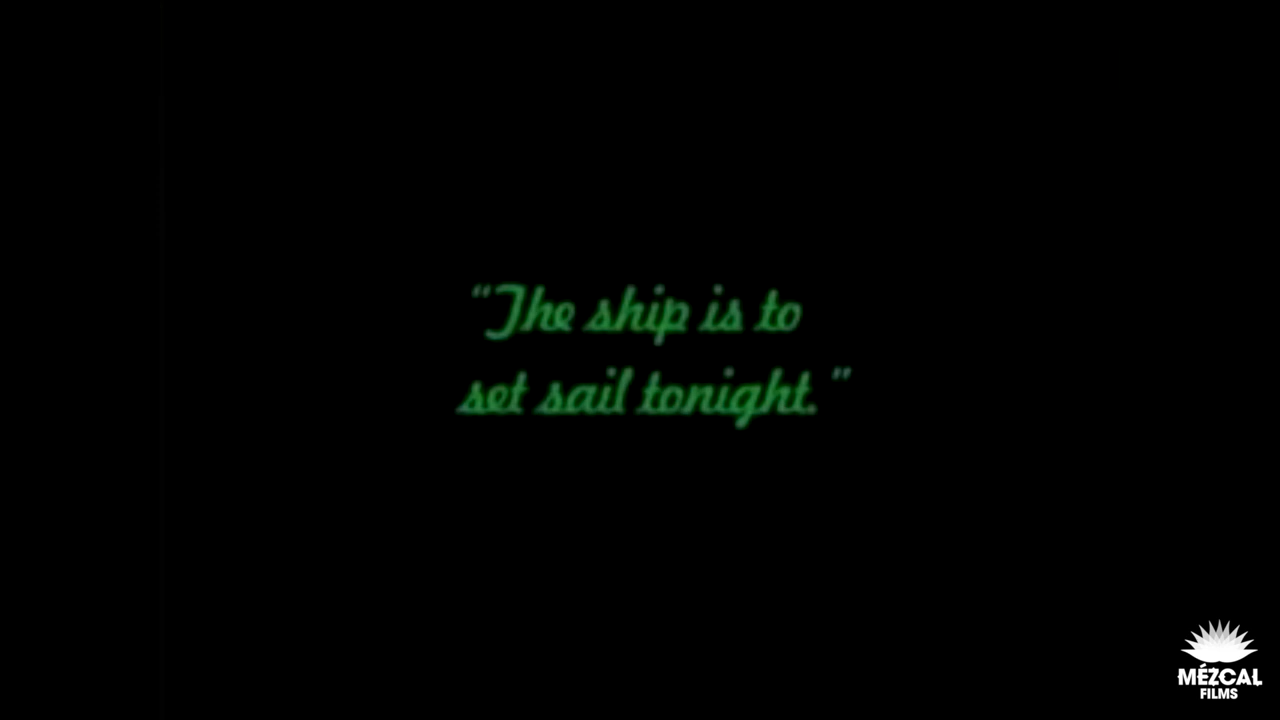 “The ship is to
set sail tonight.”
MÉZCAL
FILMS